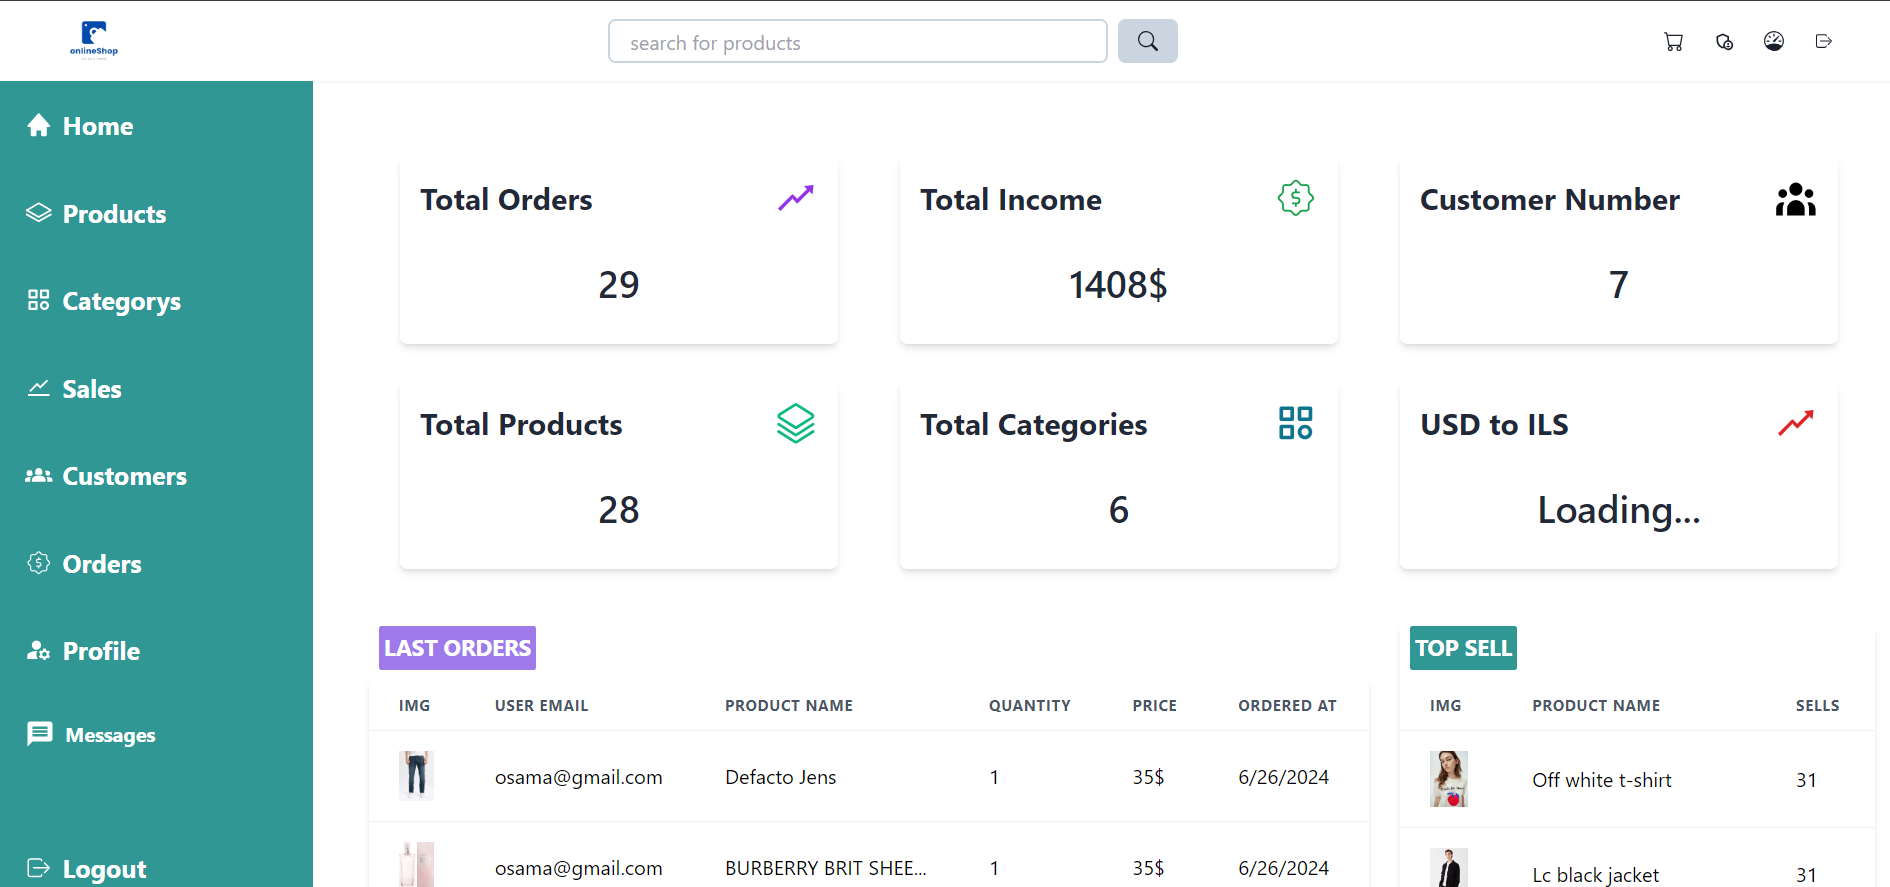 onlineShop
search for products
Home
Products
Categorys
Sales
Customers
Orders
Profile
Messages
Logout
Total Orders
29
Total Income
1408$
Customer Number
7
Total Products
28
Total Categories
6
USD to ILS
Loading...
LAST ORDERS
IMG USER EMAIL PRODUCT NAME QUANTITY PRICE ORDERED AT
osama@gmail.com Defacto Jens 1 35$ 6/26/2024
osama@gmail.com BURBERRY BRIT SHEE... 1 35$ 6/26/2024
TOP SELL
IMG PRODUCT NAME SELLS
Off white t-shirt 31
Lc black jacket 31